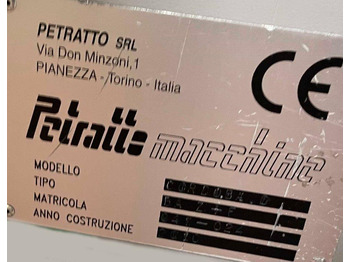 PETRATTO SRL
Via Don Minzoni,1
PIANEZZA - Torino - Italia
CE
Petratto macchine
MODELLO
TIPO
MATRICOLA
ANNO COSTRUZIONE